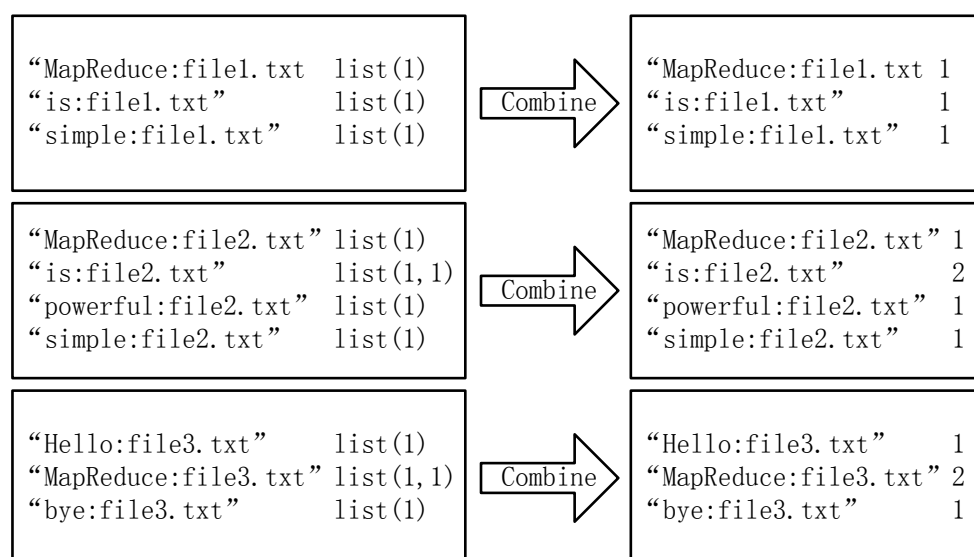 “MapReduce:file1.txt list(1)
“is:file1.txt” list(1)
“simple:file1.txt” list(1)
Combine
“MapReduce:file1.txt 1
“is:file1.txt” 1
“simple:file1.txt” 1
“MapReduce:file2.txt” list(1)
“is:file2.txt” list(1,1)
“powerful:file2.txt” list(1)
“simple:file2.txt” list(1)
Combine
“MapReduce:file2.txt” 1
“is:file2.txt” 2
“powerful:file2.txt” 1
“simple:file2.txt” 1
“Hello:file3.txt” list(1)
“MapReduce:file3.txt” list(1,1)
“bye:file3.txt” list(1)
Combine
“Hello:file3.txt” 1
“MapReduce:file3.txt” 2
“bye:file3.txt” 1